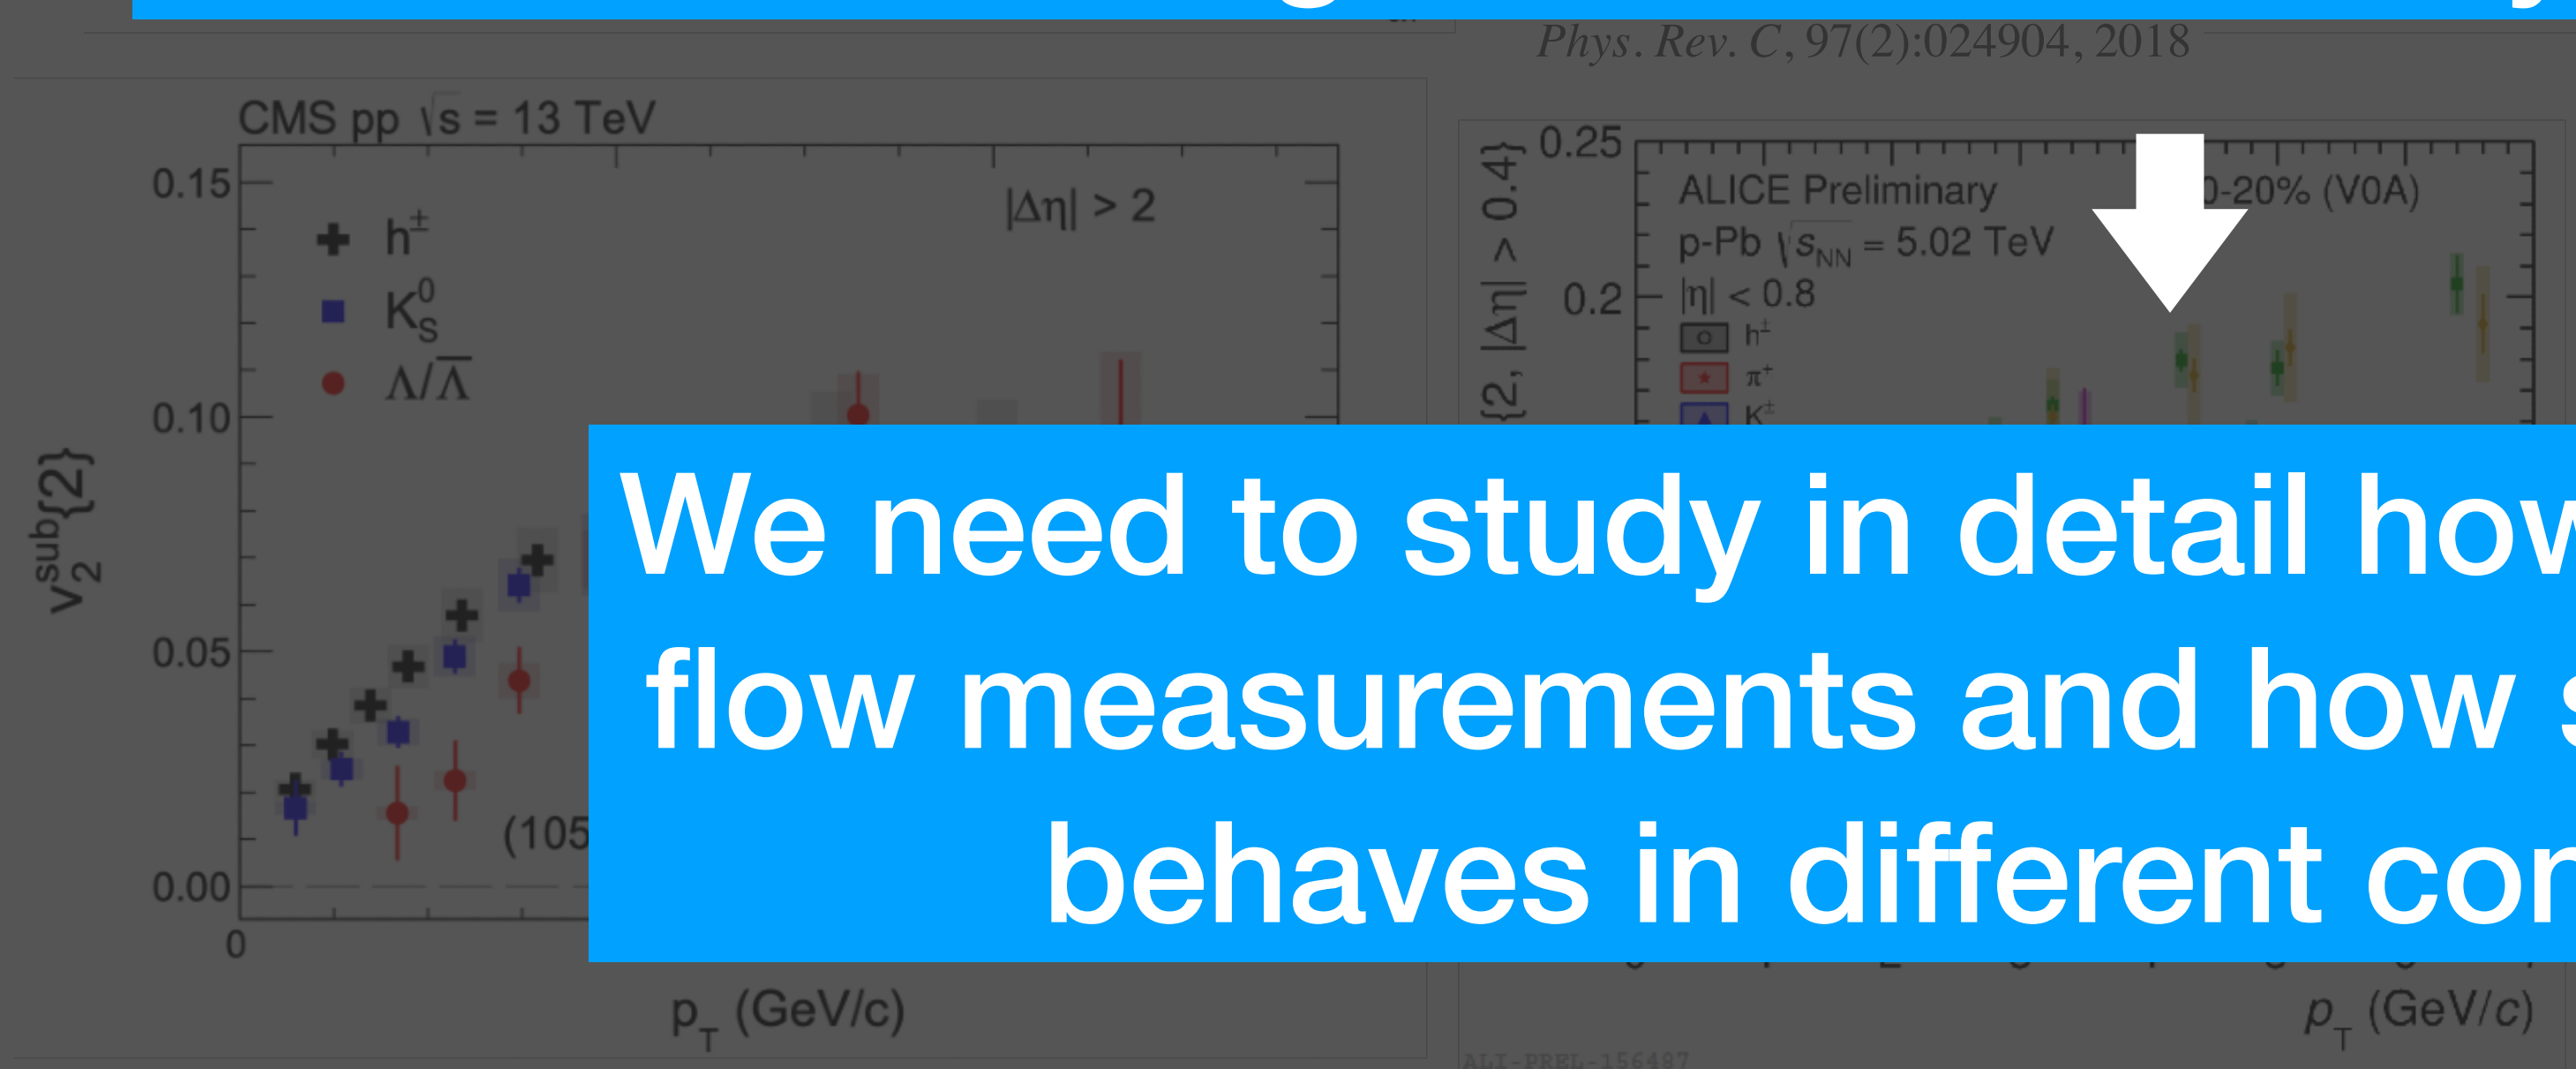 Phys. Rev. C, 97(2):024904, 2018
CMS pp √s = 13 TeV
0.15
0.10
0.05
0.00
0
|Δη| > 2
h±
K⁰S
Λ/Λ̅
v₂^sub{2}
(105
pT (GeV/c)
0.25
0.2
{2, |Δη| > 0.4}
ALICE Preliminary
0-20% (V0A)
p-Pb √sNN = 5.02 TeV
|η| < 0.8
h±
π⁺
K±
We need to study in detail how
flow measurements and how s
behaves in different con
pT (GeV/c)
ALI-PREL-156487